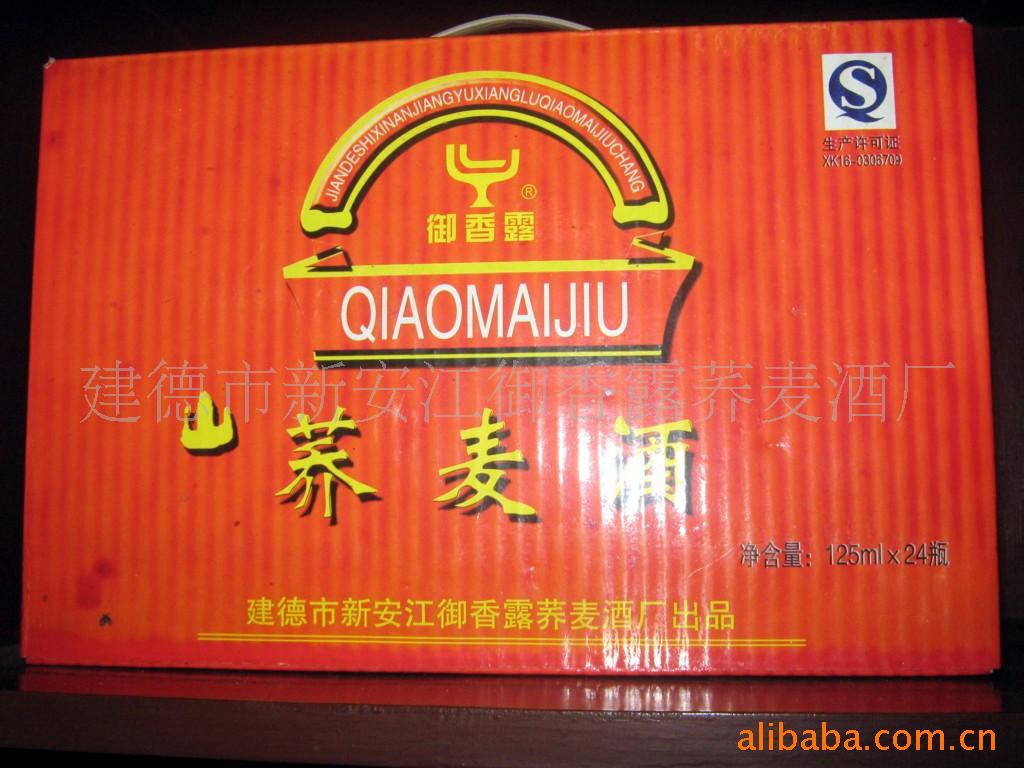 JIANDESHIXINANJIANGYUXIANGLUQIAOMAIJIUCHANG
®
御香露
QIAOMAIJIU
生产许可证
XK16-0306709
建德市新安江御香露荞麦酒厂
山荞麦酒
净含量：125ml×24瓶
建德市新安江御香露荞麦酒厂出品
alibaba.com.cn